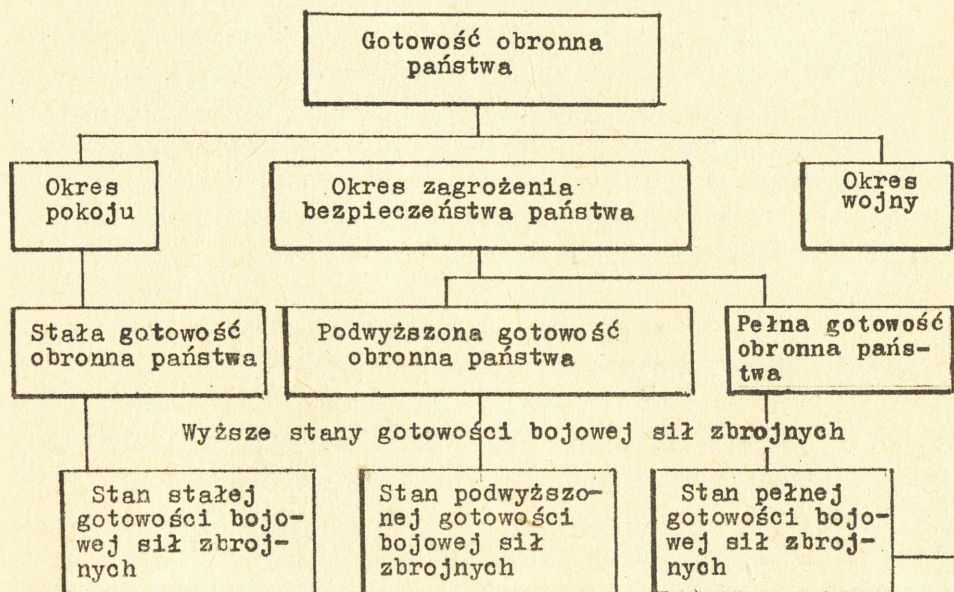 Gotowość obronna
państwa
Okres
pokoju
Okres zagrożenia
bezpieczeństwa państwa
Okres
wojny
Stała gotowość
obronna państwa
Podwyższona gotowość
obronna państwa
Pełna gotowość
obronna pańs-
twa
Wyższe stany gotowości bojowej sił zbrojnych
Stan stałej
gotowości bojo-
wej sił zbroj-
nych
Stan podwyższo-
nej gotowości
bojowej sił
zbrojnych
Stan pełnej
gotowości bojo-
wej sił zbroj-
nych